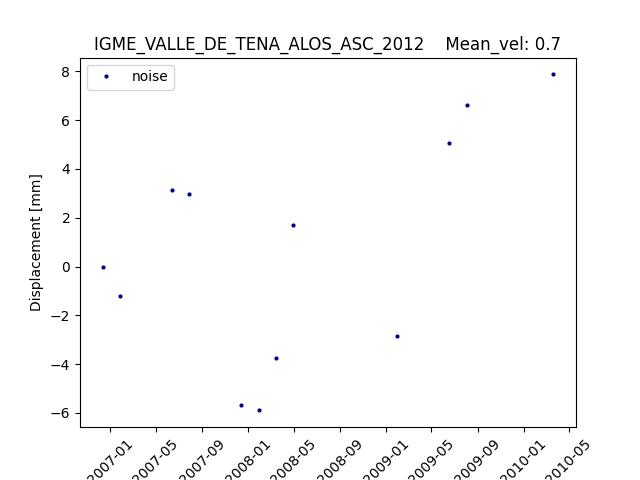 IGME_VALLE_DE_TENA_ALOS_ASC_2012 Mean_vel: 0.7
noise
Displacement [mm]
8
6
4
2
0
−2
−4
−6
2007-01 2007-05 2007-09 2008-01 2008-05 2008-09 2009-01 2009-05 2009-09 2010-01 2010-05